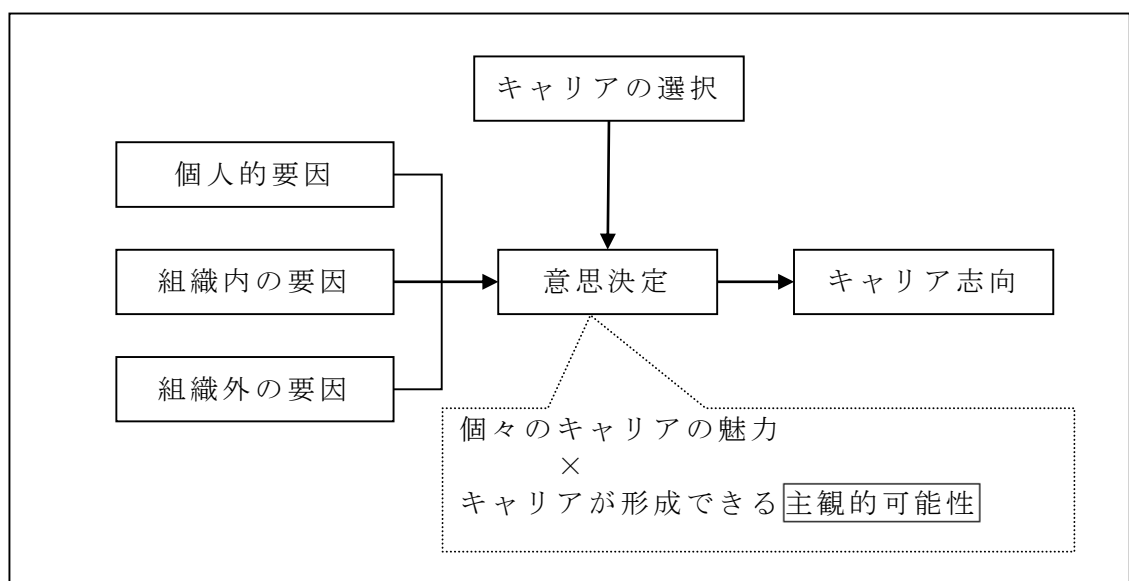 キャリアの選択
個人的要因
組織内の要因
意思決定
キャリア志向
組織外の要因
個々のキャリアの魅力
×
キャリアが形成できる主観的可能性